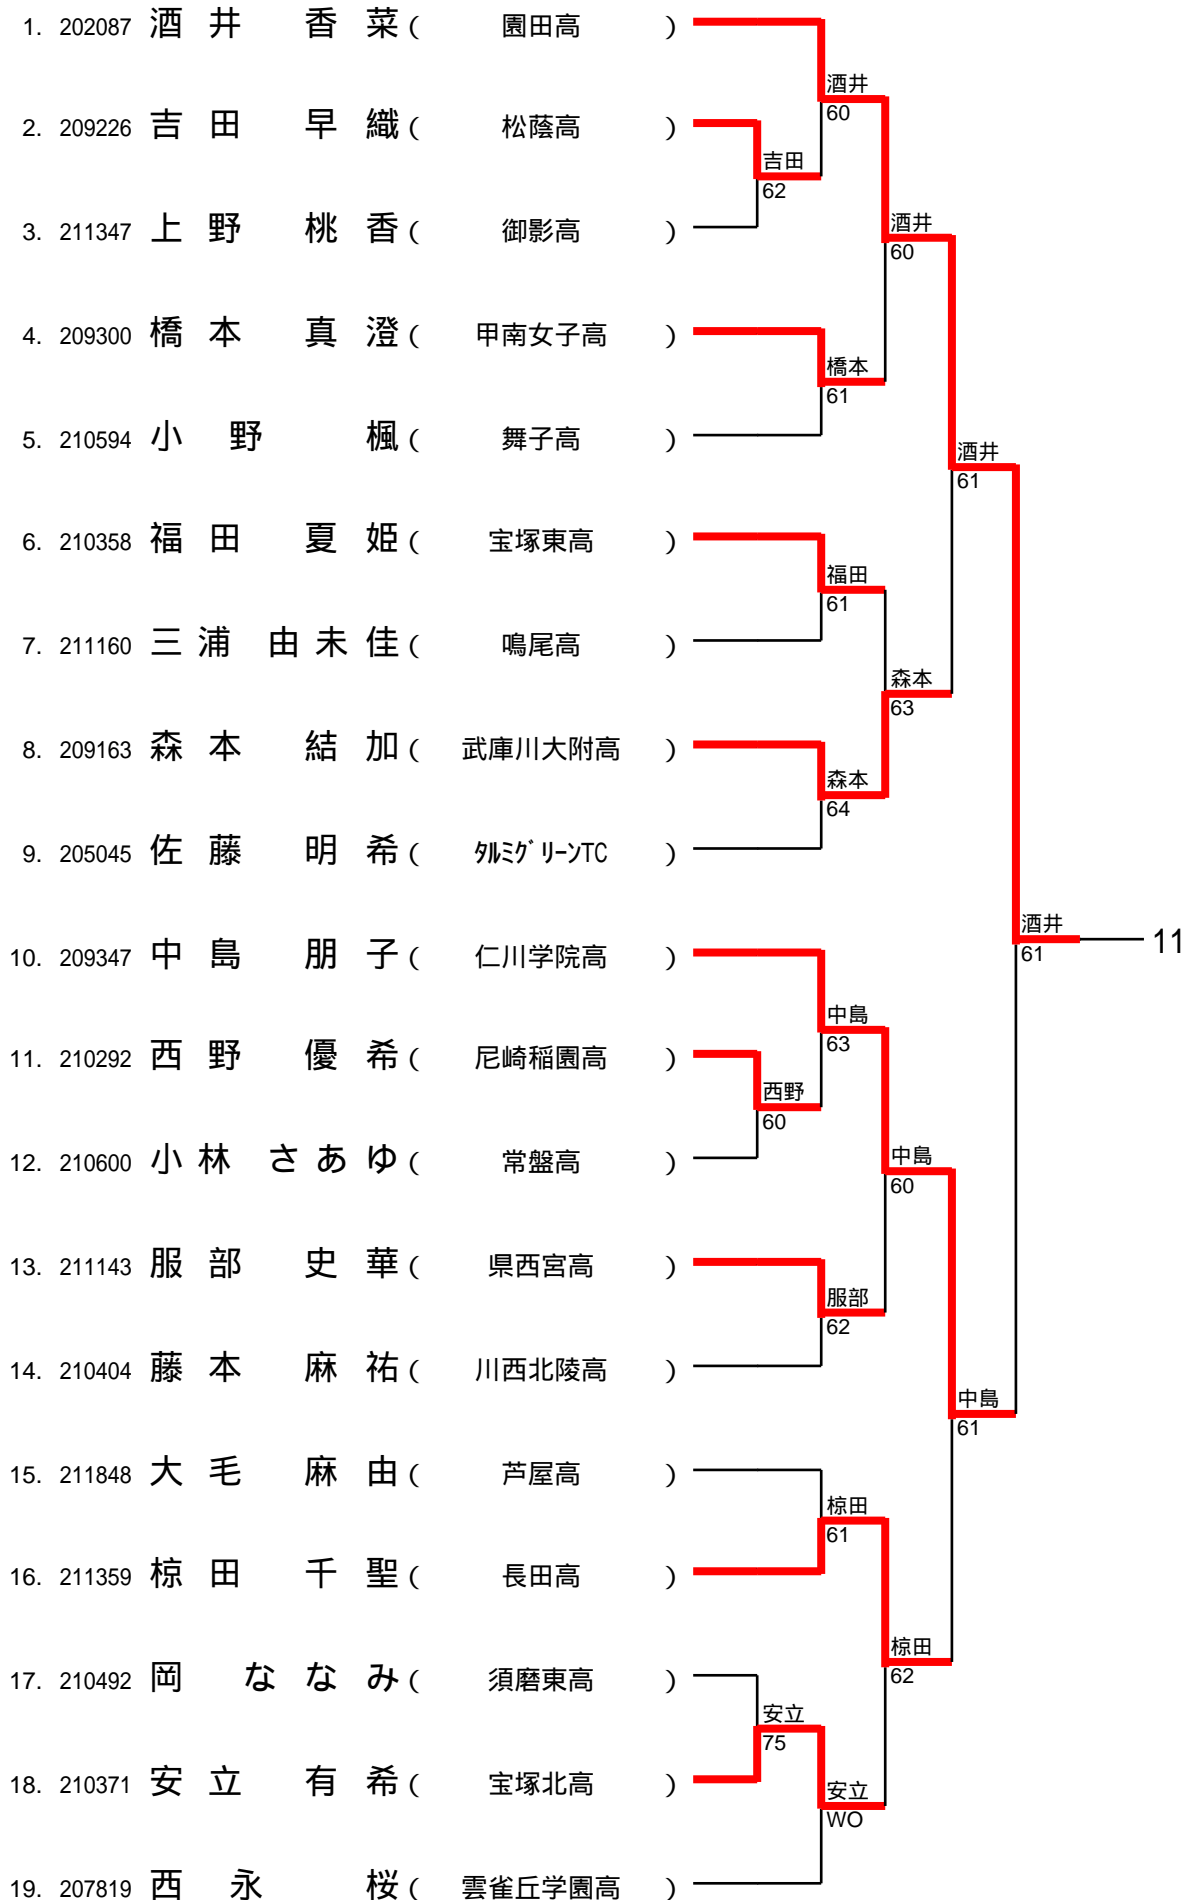 1. 202087 酒井 香菜 ( 園田高 )
酒井
60
2. 209226 吉田 早織 ( 松蔭高 )
吉田
62
3. 211347 上野 桃香 ( 御影高 )
酒井
60
4. 209300 橋本 真澄 ( 甲南女子高 )
橋本
61
5. 210594 小野 楓 ( 舞子高 )
酒井
61
6. 210358 福田 夏姫 ( 宝塚東高 )
福田
61
7. 211160 三浦 由未佳 ( 鳴尾高 )
森本
63
8. 209163 森本 結加 ( 武庫川大附高 )
森本
64
9. 205045 佐藤 明希 ( ﾀﾙﾐｸﾞﾘｰﾝTC )
酒井
61
11
10. 209347 中島 朋子 ( 仁川学院高 )
中島
63
11. 210292 西野 優希 ( 尼崎稲園高 )
西野
60
12. 210600 小林 さあゆ ( 常盤高 )
中島
60
13. 211143 服部 史華 ( 県西宮高 )
服部
62
14. 210404 藤本 麻祐 ( 川西北陵高 )
中島
61
15. 211848 大毛 麻由 ( 芦屋高 )
椋田
61
16. 211359 椋田 千聖 ( 長田高 )
椋田
62
17. 210492 岡 ななみ ( 須磨東高 )
安立
75
18. 210371 安立 有希 ( 宝塚北高 )
安立
WO
19. 207819 西永 桜 ( 雲雀丘学園高 )